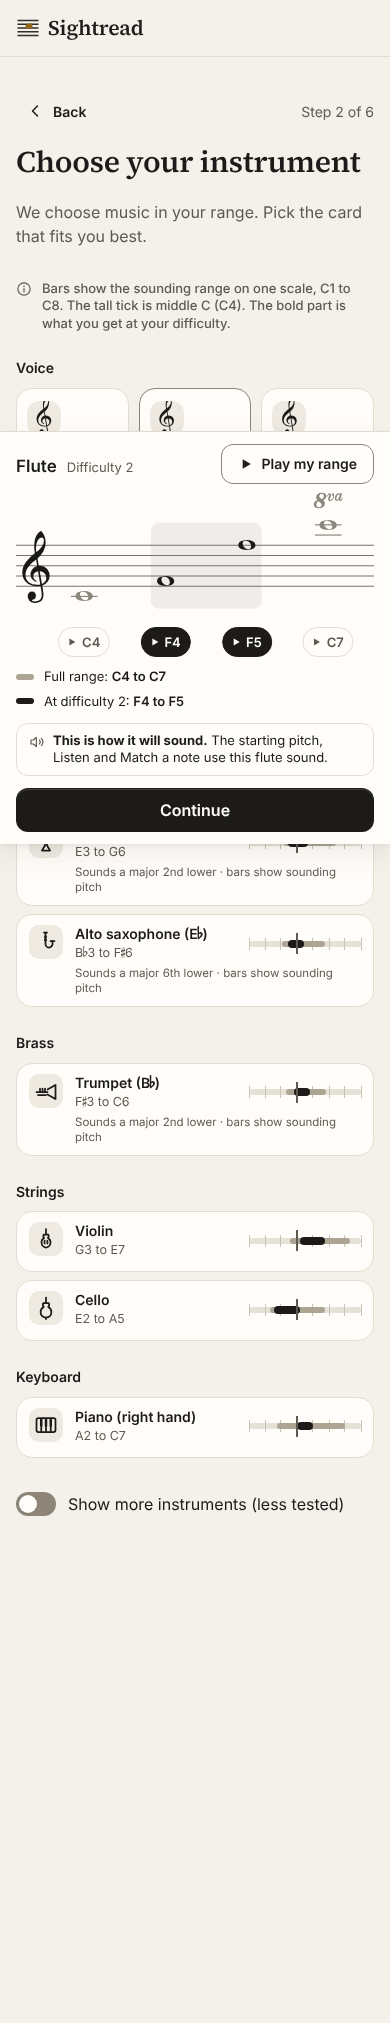 Sightread
Back
Step 2 of 6
Choose your instrument
We choose music in your range. Pick the card
that fits you best.
Bars show the sounding range on one scale, C1 to
C8. The tall tick is middle C (C4). The bold part is
what you get at your difficulty.
Voice
Flute Difficulty 2
Play my range
8va
C4 F4 F5 C7
Full range: C4 to C7
At difficulty 2: F4 to F5
This is how it will sound. The starting pitch,
Listen and Match a note use this flute sound.
Continue
E3 to G6
Sounds a major 2nd lower · bars show sounding
pitch
Alto saxophone (E♭)
B♭3 to F♯6
Sounds a major 6th lower · bars show sounding
pitch
Brass
Trumpet (B♭)
F♯3 to C6
Sounds a major 2nd lower · bars show sounding
pitch
Strings
Violin
G3 to E7
Cello
E2 to A5
Keyboard
Piano (right hand)
A2 to C7
Show more instruments (less tested)